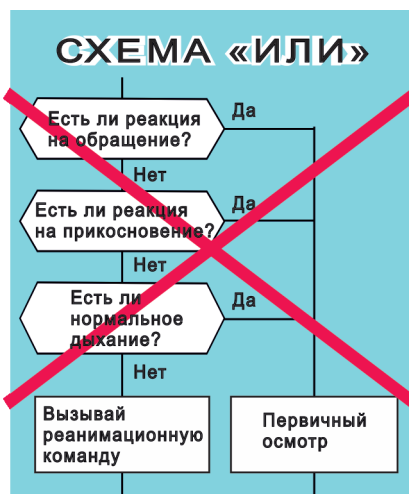 СХЕМА «ИЛИ»
Есть ли реакция
на обращение?
Да
Нет
Есть ли реакция
на прикосновение?
Да
Нет
Есть ли
нормальное
дыхание?
Да
Нет
Вызывай
реанимационную
команду
Первичный
осмотр